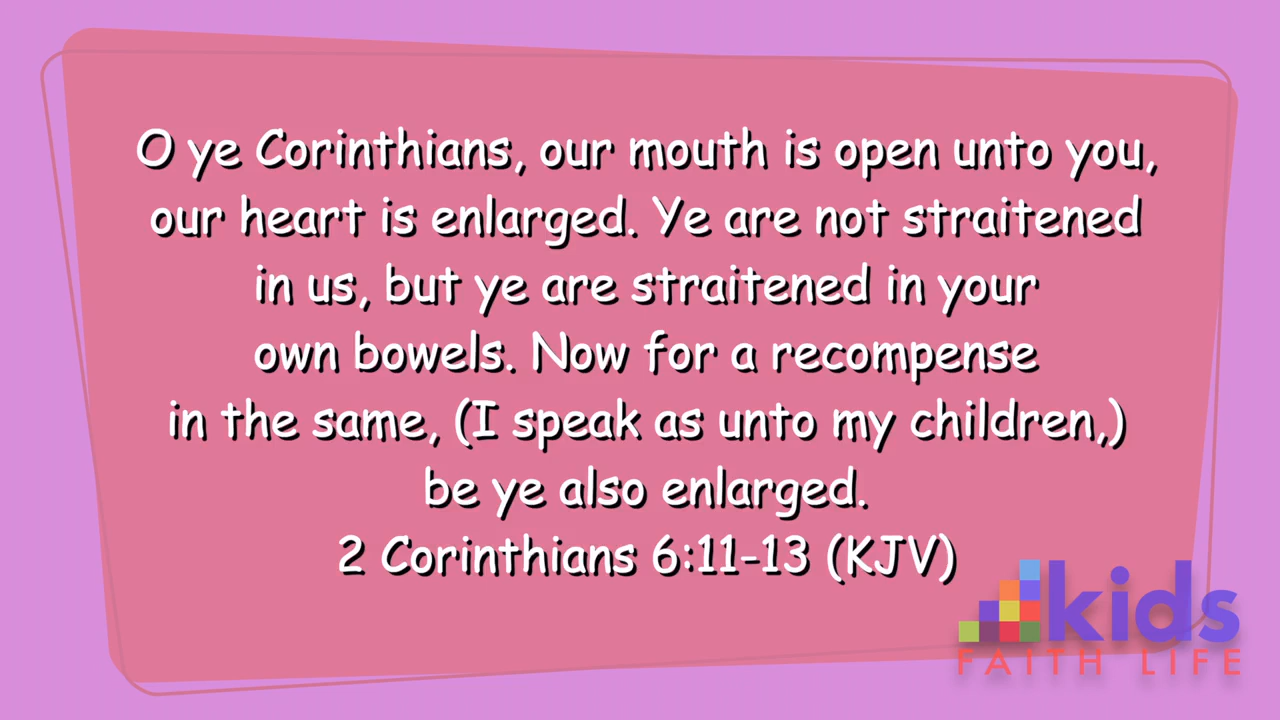 O ye Corinthians, our mouth is open unto you,
our heart is enlarged. Ye are not straitened
in us, but ye are straitened in your
own bowels. Now for a recompense
in the same, (I speak as unto my children,)
be ye also enlarged.
2 Corinthians 6:11-13 (KJV)
kids
FAITH LIFE